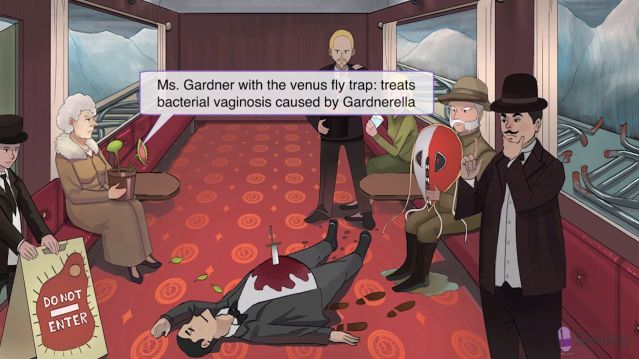 Ms. Gardner with the venus fly trap: treats
bacterial vaginosis caused by Gardnerella
DO NOT
ENTER